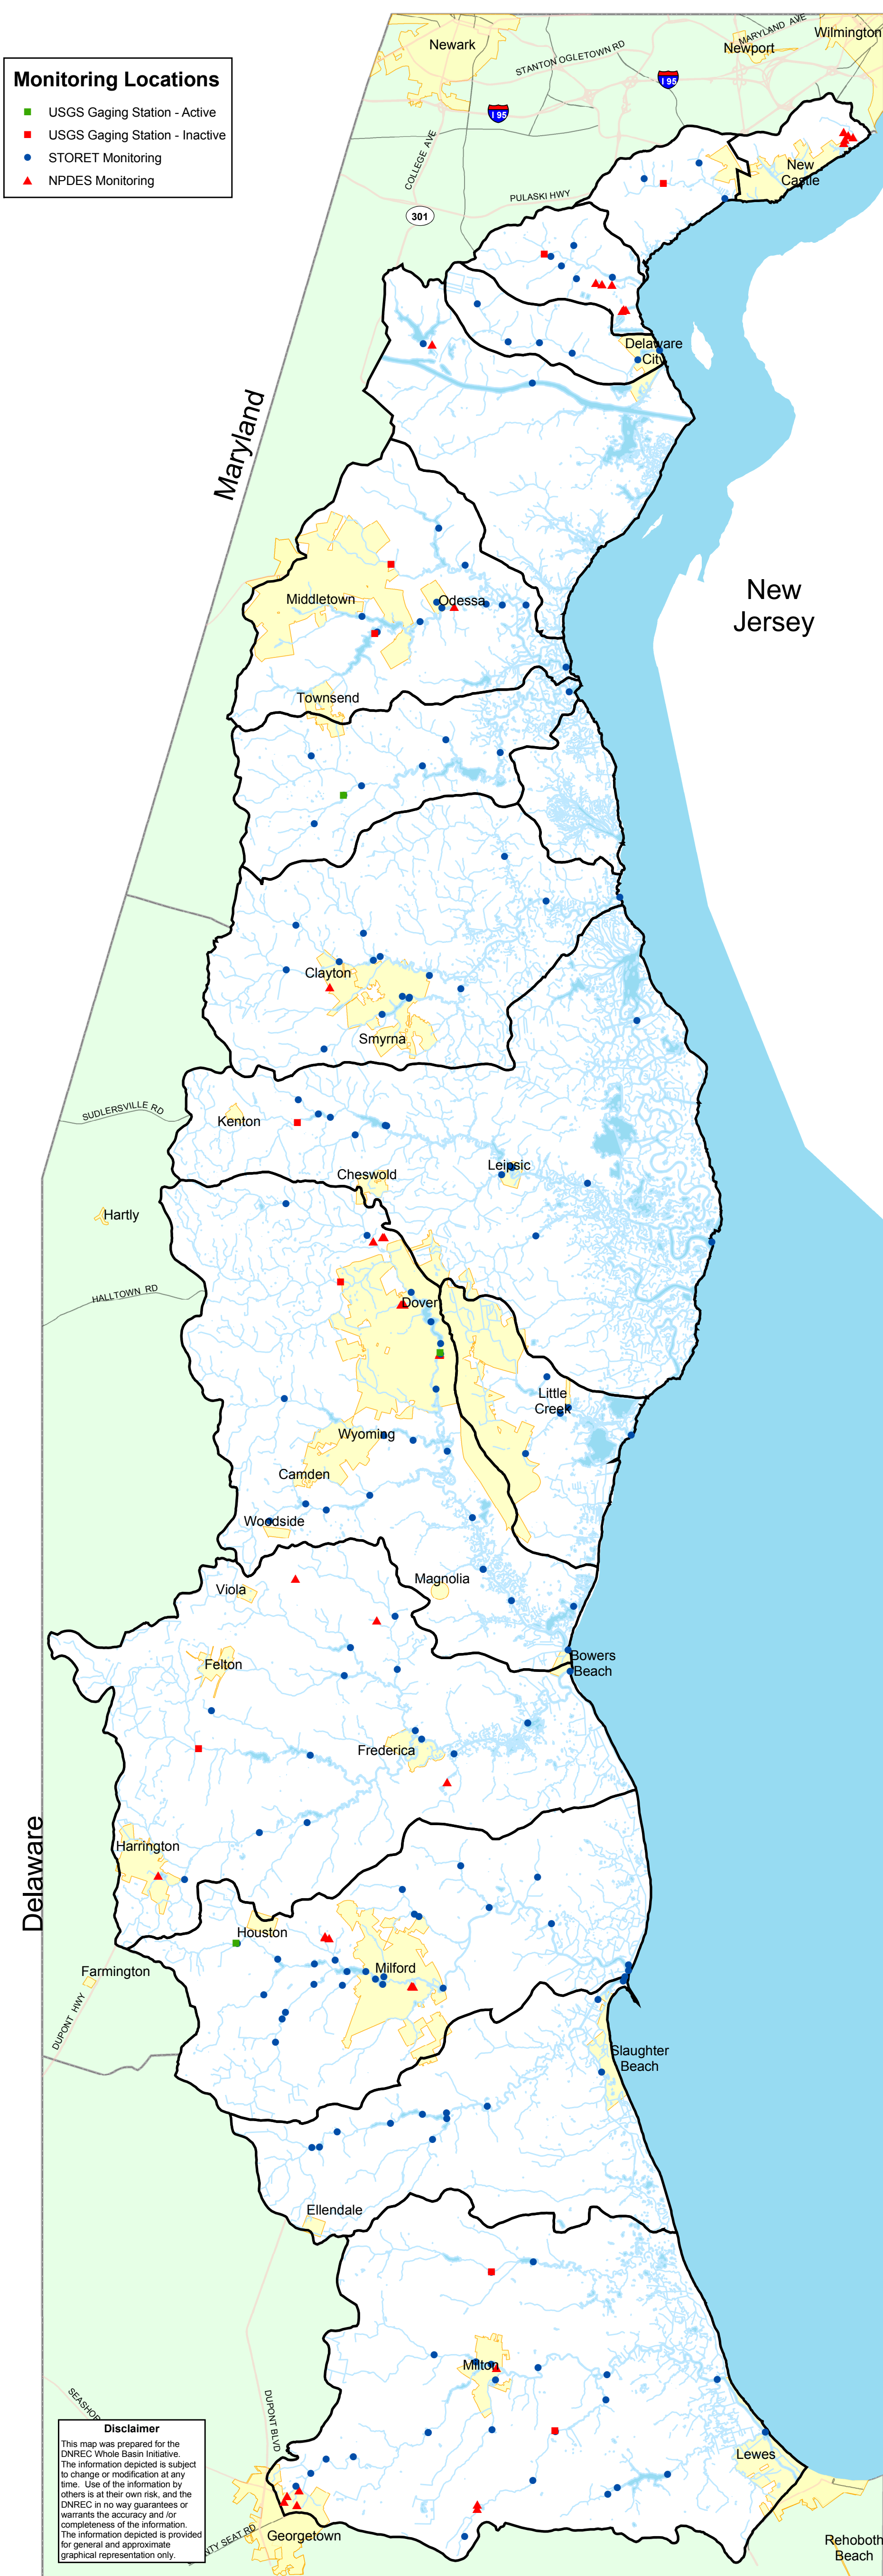 Newark
STANTON OGLETOWN RD
MARYLAND AVE
Newport
Wilmington
Monitoring Locations
USGS Gaging Station - Active
USGS Gaging Station - Inactive
STORET Monitoring
NPDES Monitoring
I 95
I 95
COLLEGE AVE
PULASKI HWY
301
New
Castle
Delaware
City
Maryland
New
Jersey
Middletown
Odessa
Townsend
Clayton
Smyrna
SUDLERSVILLE RD
Kenton
Cheswold
Leipsic
Hartly
HALLTOWN RD
Dover
Little
Creek
Wyoming
Camden
Woodside
Viola
Magnolia
Felton
Bowers
Beach
Frederica
Delaware
Harrington
Houston
Farmington
DUPONT HWY
Milford
Slaughter
Beach
Ellendale
Milton
SEASHOR
DUPONT BLVD
Lewes
Disclaimer
This map was prepared for the
DNREC Whole Basin Initiative.
The information depicted is subject
to change or modification at any
time. Use of the information by
others is at their own risk, and the
DNREC in no way guarantees or
warrants the accuracy and /or
completeness of the information.
The information depicted is provided
for general and approximate
graphical representation only.
NTY SEAT RD
Georgetown
Rehoboth
Beach